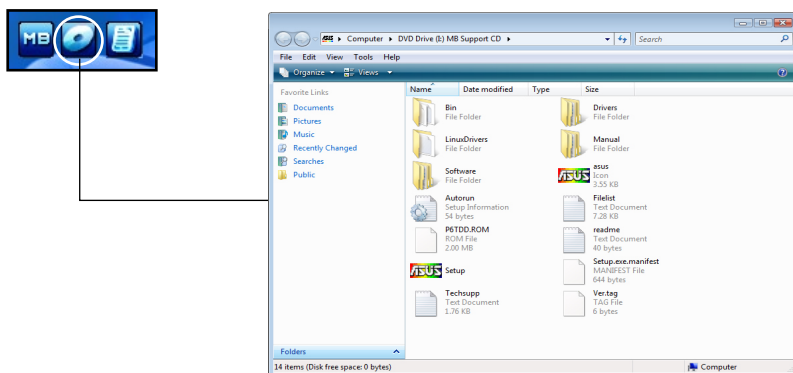 MB
Computer ▸ DVD Drive (E:) MB Support CD ▸
Search
File Edit View Tools Help
Organize Views
Favorite Links
Documents
Pictures
Music
Recently Changed
Searches
Public
Folders
Name Date modified Type Size
Bin
File Folder
Drivers
File Folder
LinuxDrivers
File Folder
Manual
File Folder
Software
File Folder
ASUS
asus
Icon
3.55 KB
Autorun
Setup Information
54 bytes
Filelist
Text Document
7.28 KB
P6TDD.ROM
ROM File
2.00 MB
readme
Text Document
40 bytes
ASUS
Setup
Setup.exe.manifest
MANIFEST File
644 bytes
Techsupp
Text Document
1.76 KB
Ver.tag
TAG File
6 bytes
14 items (Disk free space: 0 bytes)
Computer